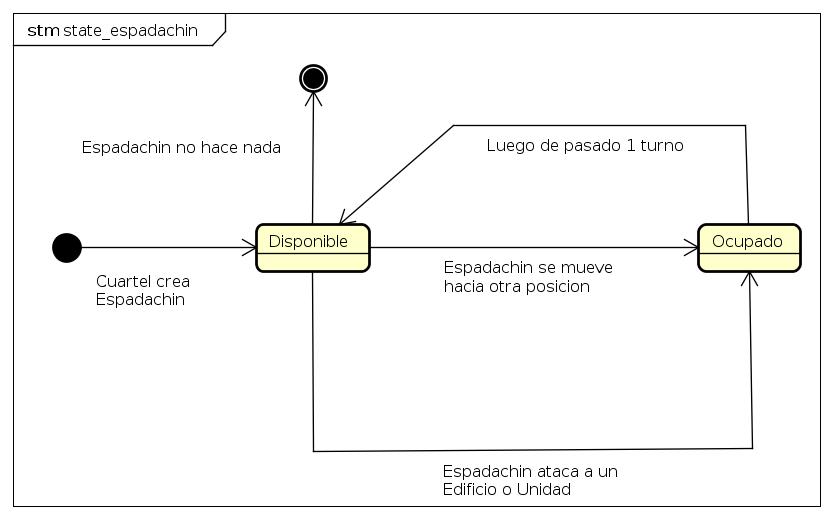 stm state_espadachin
Espadachin no hace nada
Luego de pasado 1 turno
Disponible
Ocupado
Cuartel crea
Espadachin
Espadachin se mueve
hacia otra posicion
Espadachin ataca a un
Edificio o Unidad